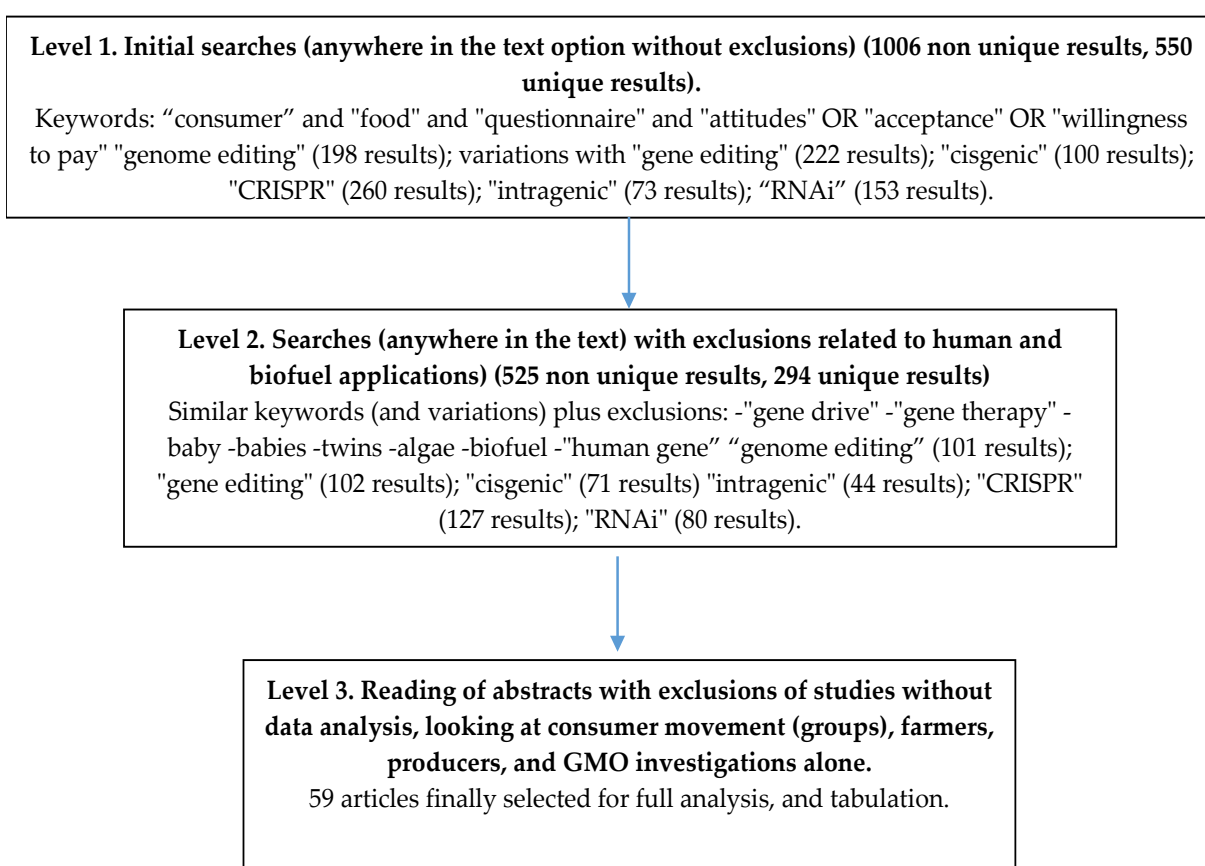 Level 1. Initial searches (anywhere in the text option without exclusions) (1006 non unique results, 550
unique results).
Keywords: “consumer” and "food" and "questionnaire" and "attitudes" OR "acceptance" OR "willingness
to pay" "genome editing" (198 results); variations with "gene editing" (222 results); "cisgenic" (100 results);
"CRISPR" (260 results); "intragenic" (73 results); “RNAi” (153 results).
Level 2. Searches (anywhere in the text) with exclusions related to human and
biofuel applications) (525 non unique results, 294 unique results)
Similar keywords (and variations) plus exclusions: -"gene drive" -"gene therapy" -
baby -babies -twins -algae -biofuel -"human gene” “genome editing” (101 results);
"gene editing" (102 results); "cisgenic" (71 results) "intragenic" (44 results); "CRISPR"
(127 results); "RNAi" (80 results).
Level 3. Reading of abstracts with exclusions of studies without
data analysis, looking at consumer movement (groups), farmers,
producers, and GMO investigations alone.
59 articles finally selected for full analysis, and tabulation.